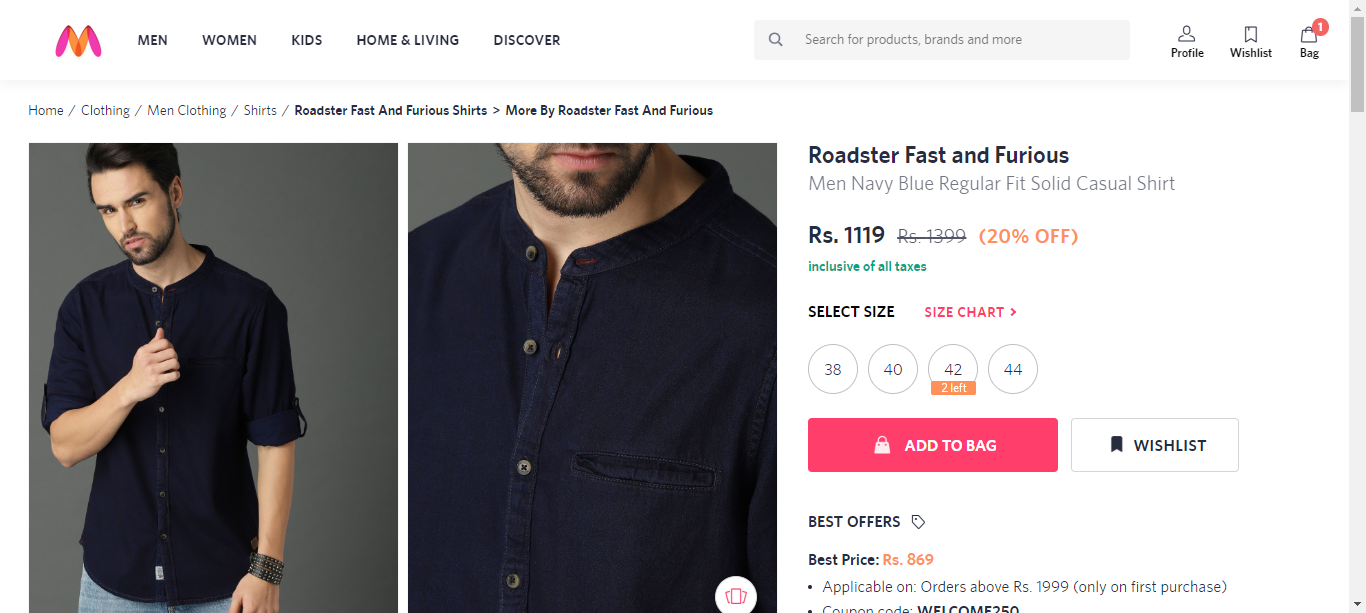 MEN WOMEN KIDS HOME & LIVING DISCOVER Search for products, brands and more Profile Wishlist Bag 1
Home / Clothing / Men Clothing / Shirts / Roadster Fast And Furious Shirts > More By Roadster Fast And Furious
Roadster Fast and Furious
Men Navy Blue Regular Fit Solid Casual Shirt
Rs. 1119 Rs. 1399 (20% OFF)
inclusive of all taxes
SELECT SIZE SIZE CHART >
38 40 42 44
2 left
ADD TO BAG WISHLIST
BEST OFFERS
Best Price: Rs. 869
• Applicable on: Orders above Rs. 1999 (only on first purchase)
• Coupon code: WELCOME250